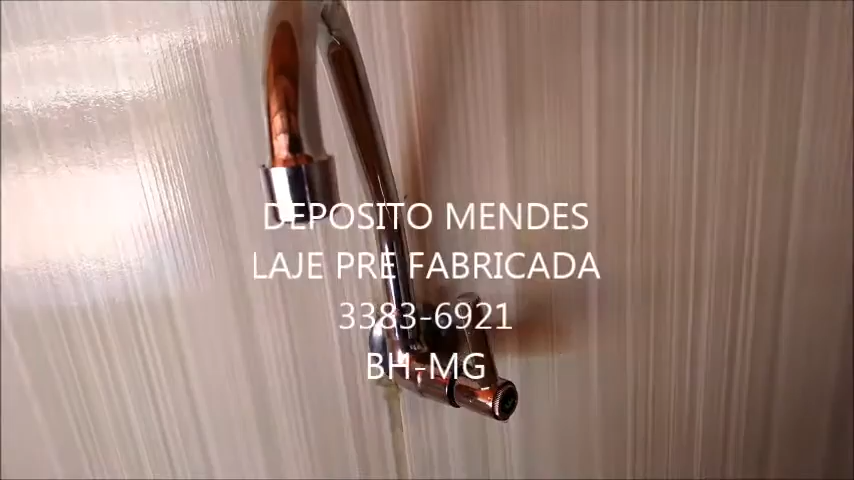 DEPOSITO MENDES
LAJE PRE FABRICADA
3383-6921
BH-MG